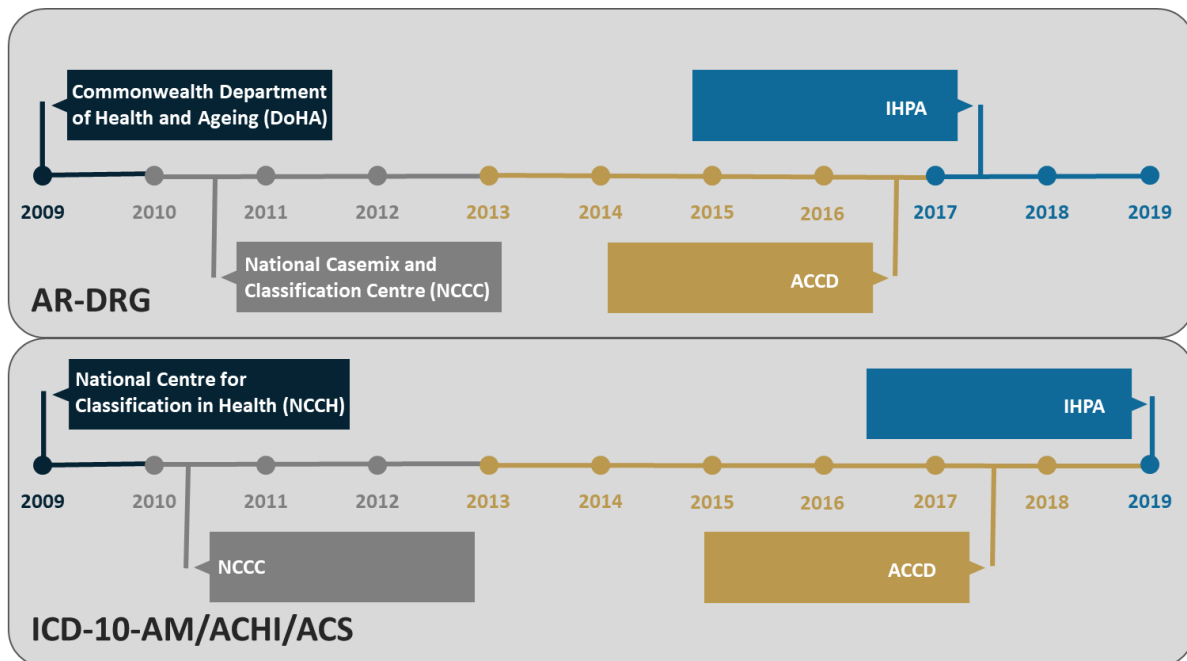 Commonwealth Department
of Health and Ageing (DoHA)
IHPA
2009 2010 2011 2012 2013 2014 2015 2016 2017 2018 2019
National Casemix and
Classification Centre (NCCC)
ACCD
AR-DRG
National Centre for
Classification in Health (NCCH)
IHPA
2009 2010 2011 2012 2013 2014 2015 2016 2017 2018 2019
NCCC
ACCD
ICD-10-AM/ACHI/ACS